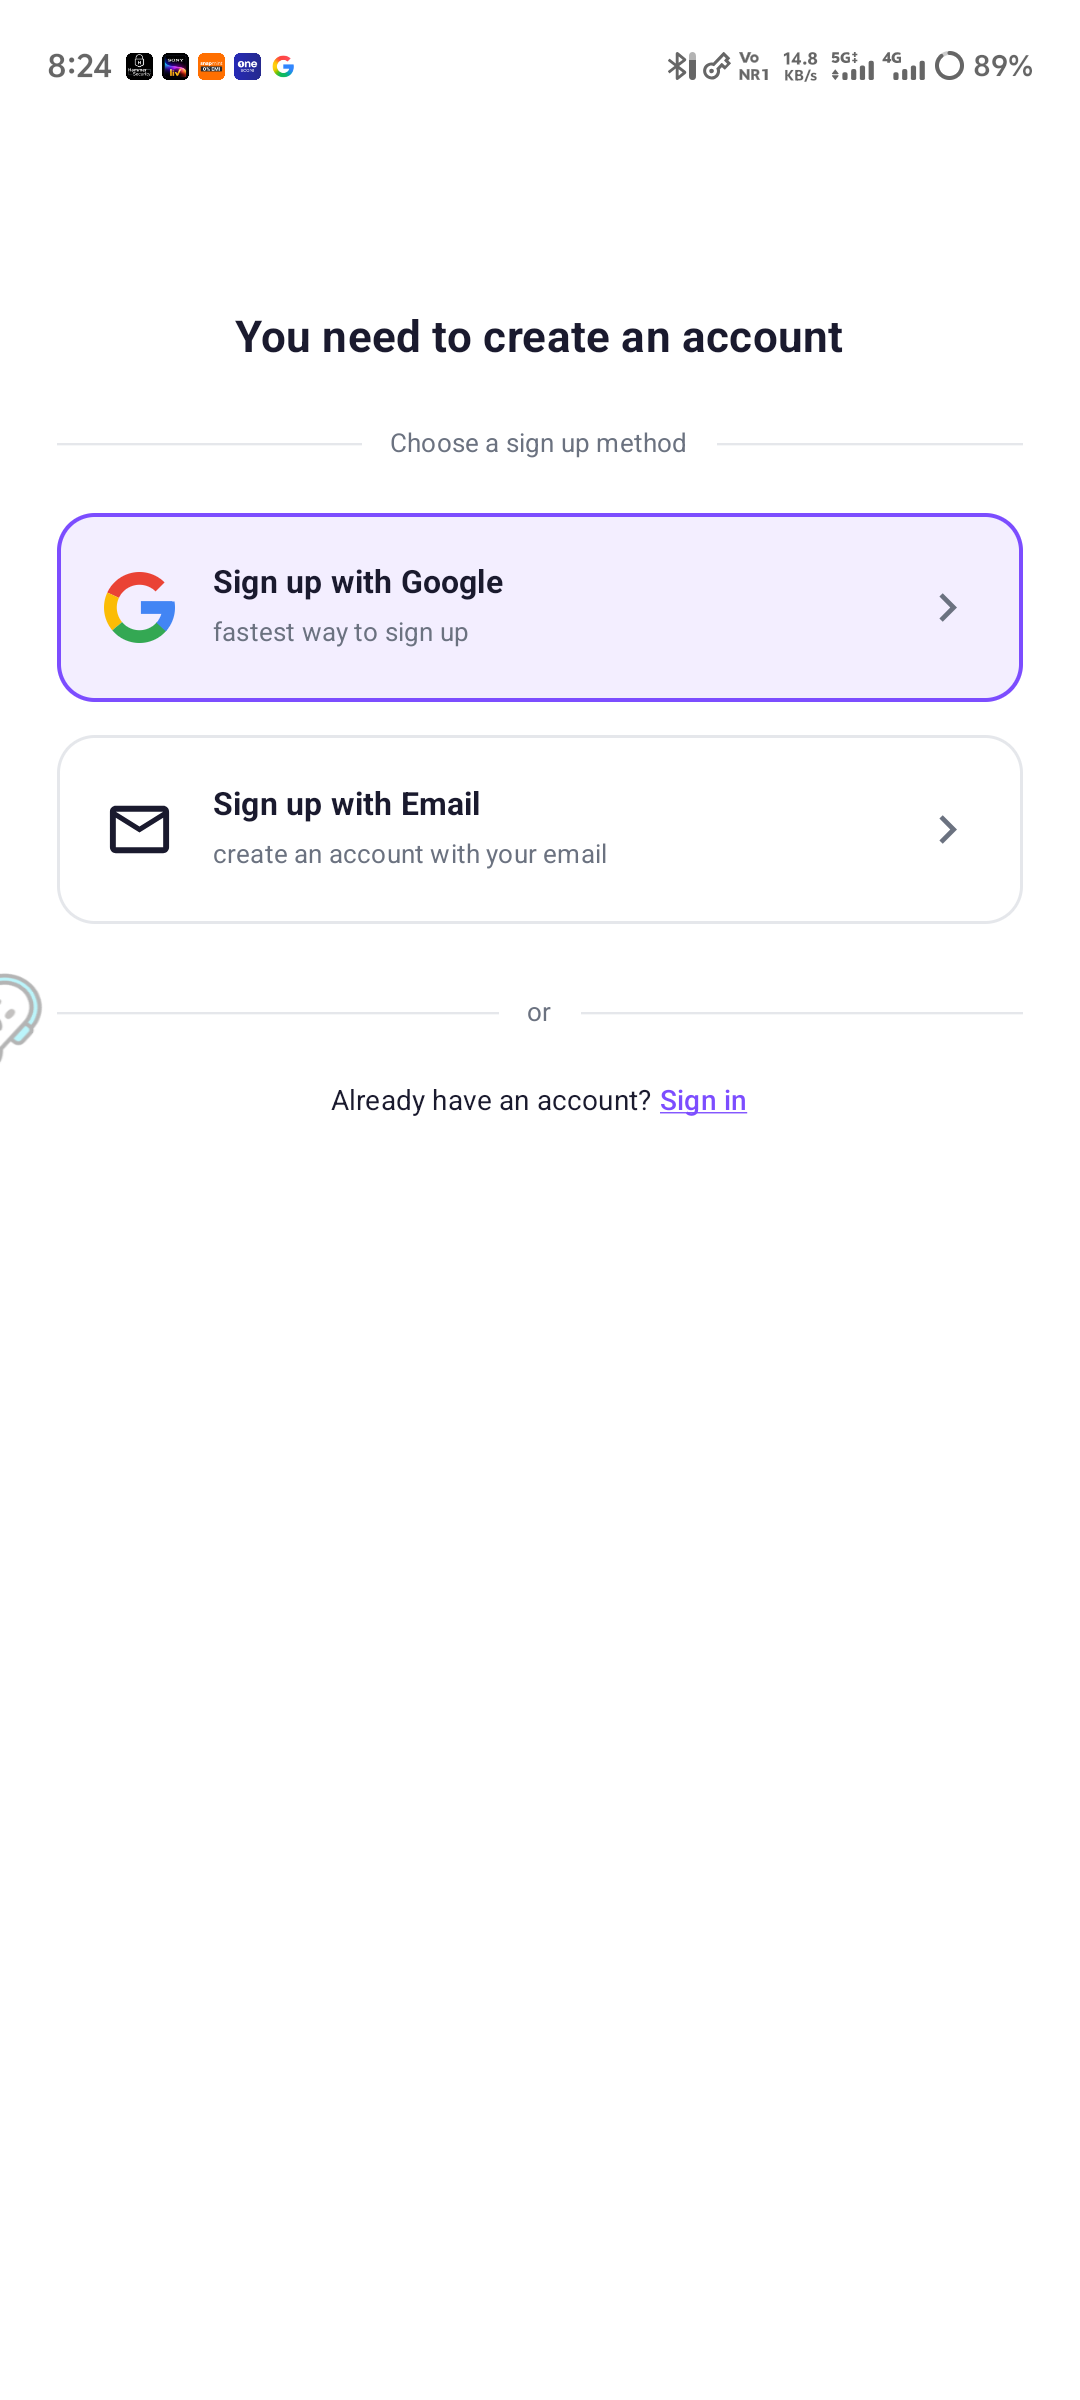 8:24
Vo
NR1
14.8
KB/s
5G
4G
89%
You need to create an account
Choose a sign up method
Sign up with Google
fastest way to sign up
Sign up with Email
create an account with your email
or
Already have an account? Sign in